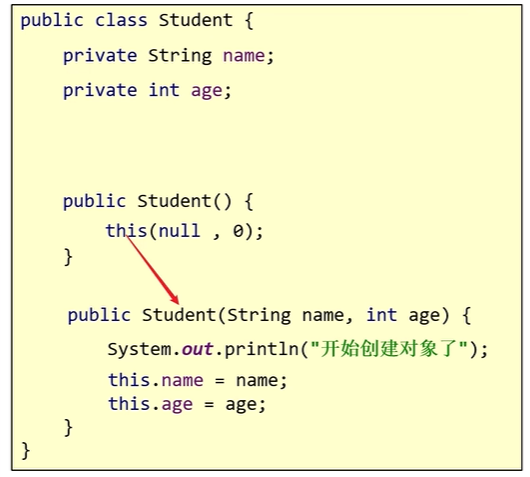 public class Student {
private String name;
private int age;
public Student() {
this(null , 0);
}
public Student(String name, int age) {
System.out.println("开始创建对象了");
this.name = name;
this.age = age;
}
}